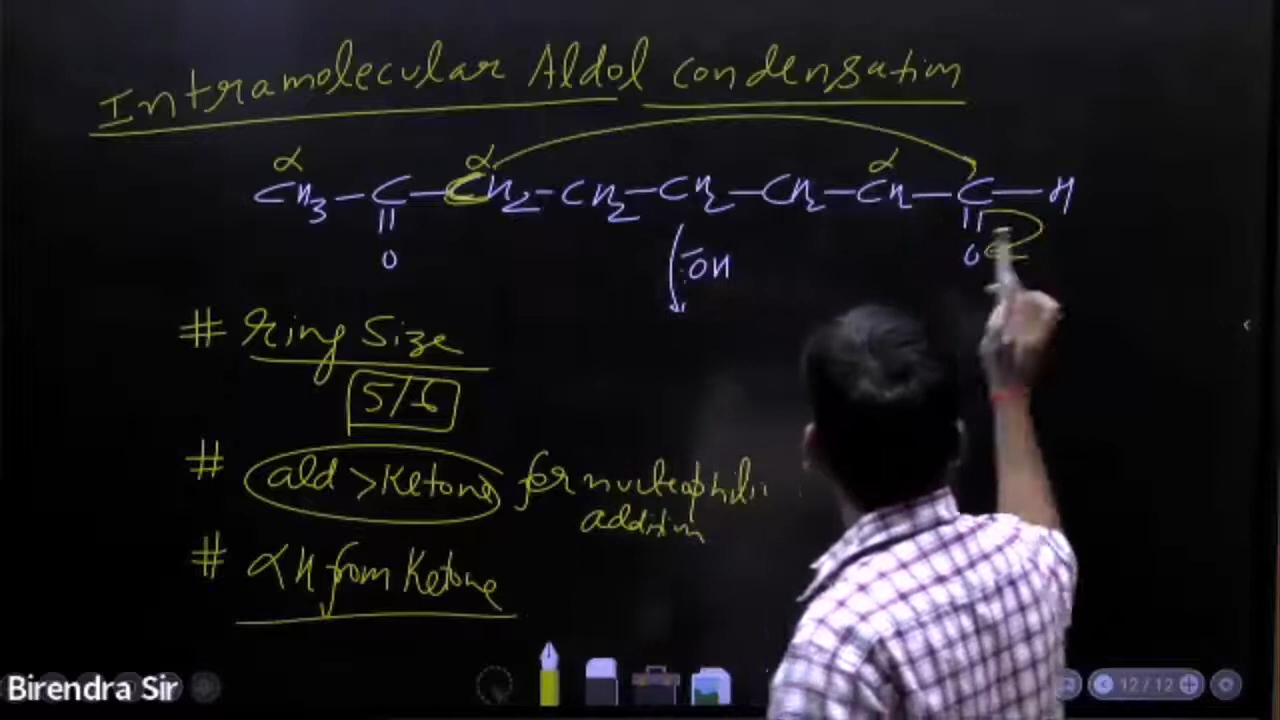 Intramolecular Aldol condensation
α α α
CH3-C-CH2-CH2-CH2-CH2-CH2-C-H
O O
-:OH
# ring Size
5/6
# ald > Ketone for nucleophilic
addition
# αH from Ketone
Birendra Sir
12/12